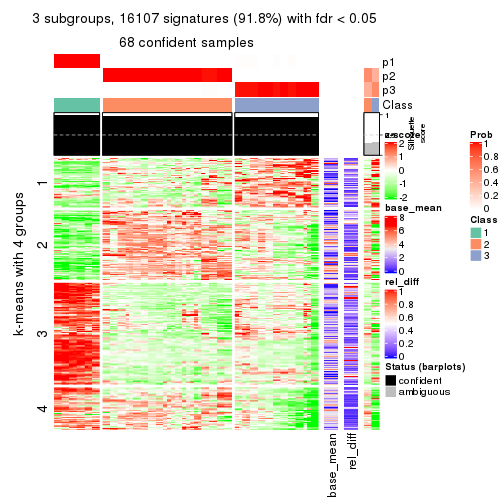 3 subgroups, 16107 signatures (91.8%) with fdr < 0.05
68 confident samples
p1
p2
p3
Class
1
Silhouette
score
k-means with 4 groups
1
2
3
4
base_mean
rel_diff
z-score
2
1
0
-1
-2
base_mean
8
6
4
2
0
rel_diff
1
0.8
0.6
0.4
0.2
0
Status (barplots)
confident
ambiguous
Prob
1
0.8
0.6
0.4
0.2
0
Class
1
2
3